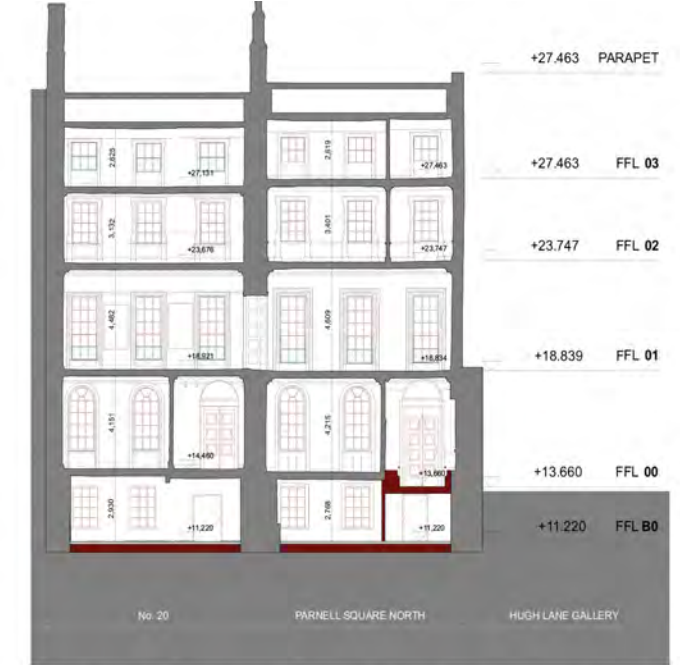 +27.463 PARAPET
2,625
2,619
+27,131
+27,463
+27.463 FFL 03
3,132
3,401
+23,676
+23,747
+23.747 FFL 02
4,482
4,609
+18,921
+18,834
+18.839 FFL 01
4,151
4,215
+14,460
+13,660
+13.660 FFL 00
2,930
2,768
+11,220
+11,220
+11.220 FFL B0
No. 20 PARNELL SQUARE NORTH HUGH LANE GALLERY